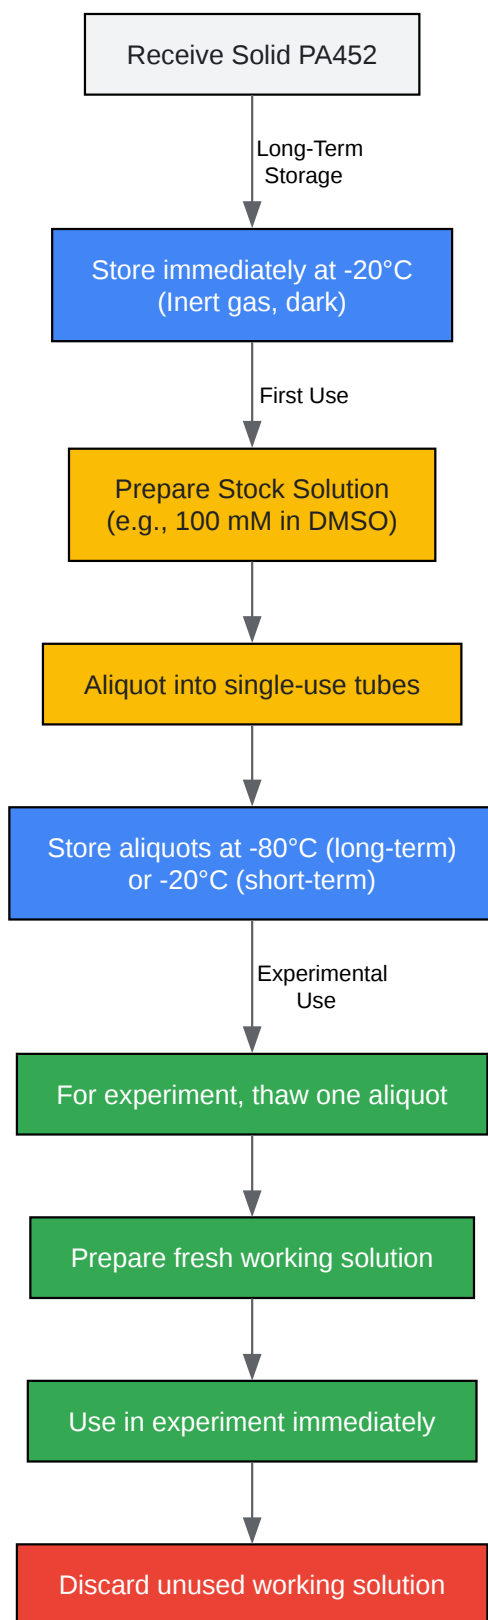 Receive Solid PA452
Long-Term
Storage
Store immediately at -20°C
(Inert gas, dark)
First Use
Prepare Stock Solution
(e.g., 100 mM in DMSO)
Aliquot into single-use tubes
Store aliquots at -80°C (long-term)
or -20°C (short-term)
Experimental
Use
For experiment, thaw one aliquot
Prepare fresh working solution
Use in experiment immediately
Discard unused working solution